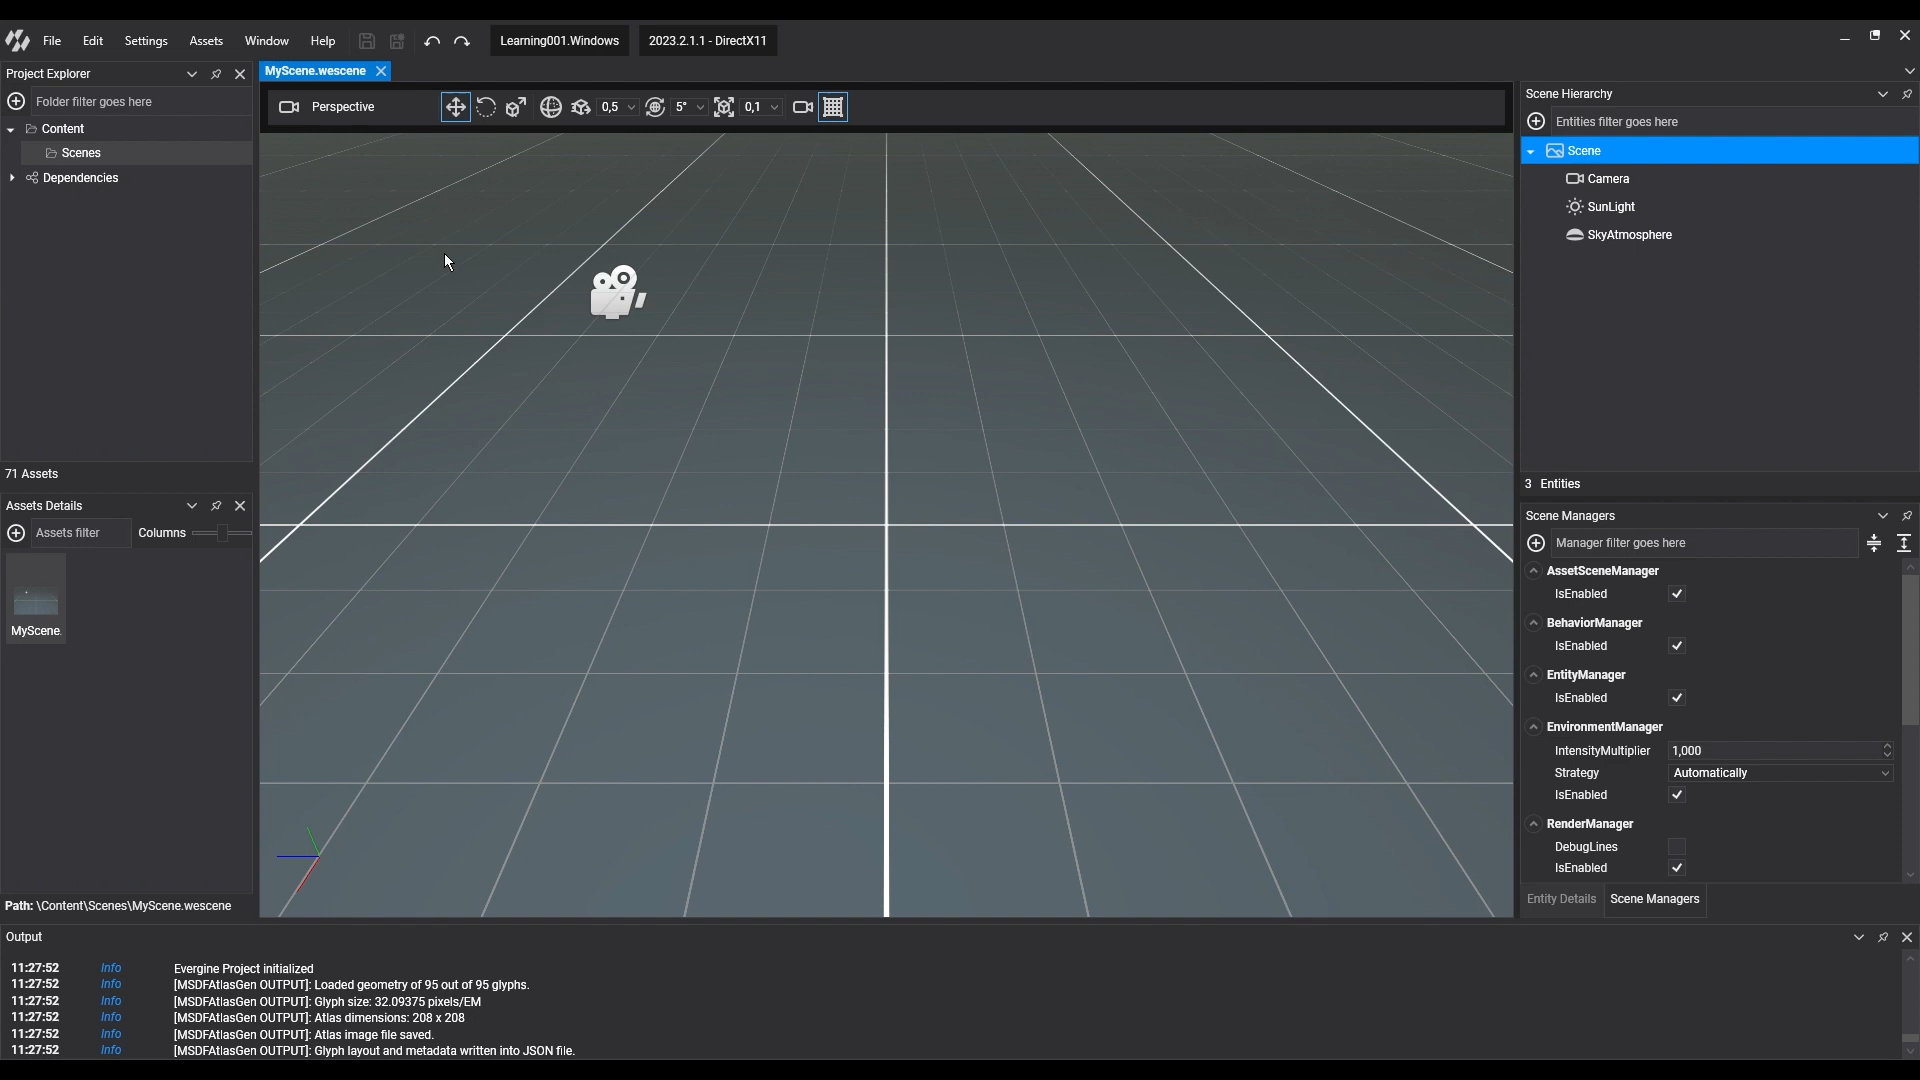 File Edit Settings Assets Window Help Learning001.Windows 2023.2.1.1 - DirectX11
Project Explorer
Folder filter goes here
Content
Scenes
Dependencies
71 Assets
Assets Details
Assets filter Columns
MyScene.
Path: \Content\Scenes\MyScene.wescene
MyScene.wescene
Perspective 0,5 5° 0,1
Scene Hierarchy
Entities filter goes here
Scene
Camera
SunLight
SkyAtmosphere
3 Entities
Scene Managers
Manager filter goes here
AssetSceneManager
IsEnabled
BehaviorManager
IsEnabled
EntityManager
IsEnabled
EnvironmentManager
IntensityMultiplier 1,000
Strategy Automatically
IsEnabled
RenderManager
DebugLines
IsEnabled
Entity Details Scene Managers
Output
11:27:52 Info Evergine Project initialized
11:27:52 Info [MSDFAtlasGen OUTPUT]: Loaded geometry of 95 out of 95 glyphs.
11:27:52 Info [MSDFAtlasGen OUTPUT]: Glyph size: 32.09375 pixels/EM
11:27:52 Info [MSDFAtlasGen OUTPUT]: Atlas dimensions: 208 x 208
11:27:52 Info [MSDFAtlasGen OUTPUT]: Atlas image file saved.
11:27:52 Info [MSDFAtlasGen OUTPUT]: Glyph layout and metadata written into JSON file.